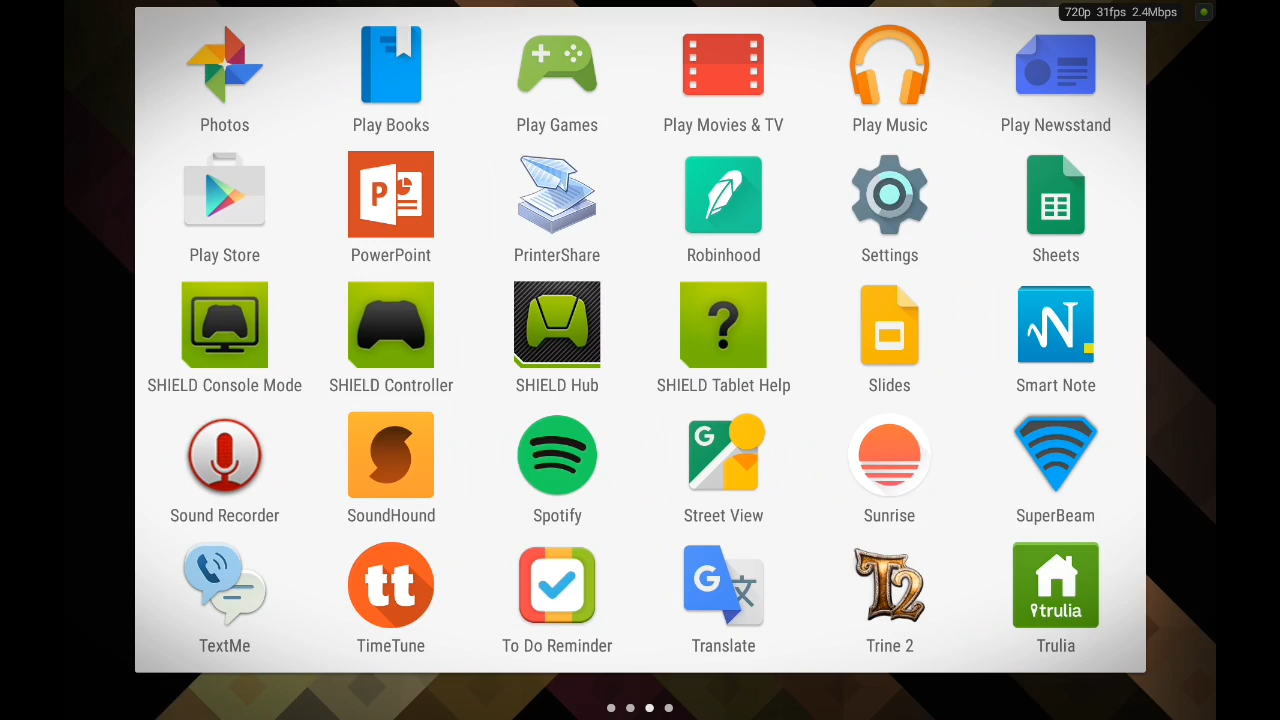 720p 31fps 2.4Mbps
Photos
Play Books
Play Games
Play Movies & TV
Play Music
Play Newsstand
Play Store
P
PowerPoint
PrinterShare
Robinhood
Settings
Sheets
SHIELD Console Mode
SHIELD Controller
?
SHIELD Hub
SHIELD Tablet Help
Slides
N
Smart Note
Sound Recorder
S
SoundHound
Spotify
G
Street View
Sunrise
SuperBeam
TextMe
tt
TimeTune
To Do Reminder
G 文
Translate
T2
Trine 2
trulia
Trulia